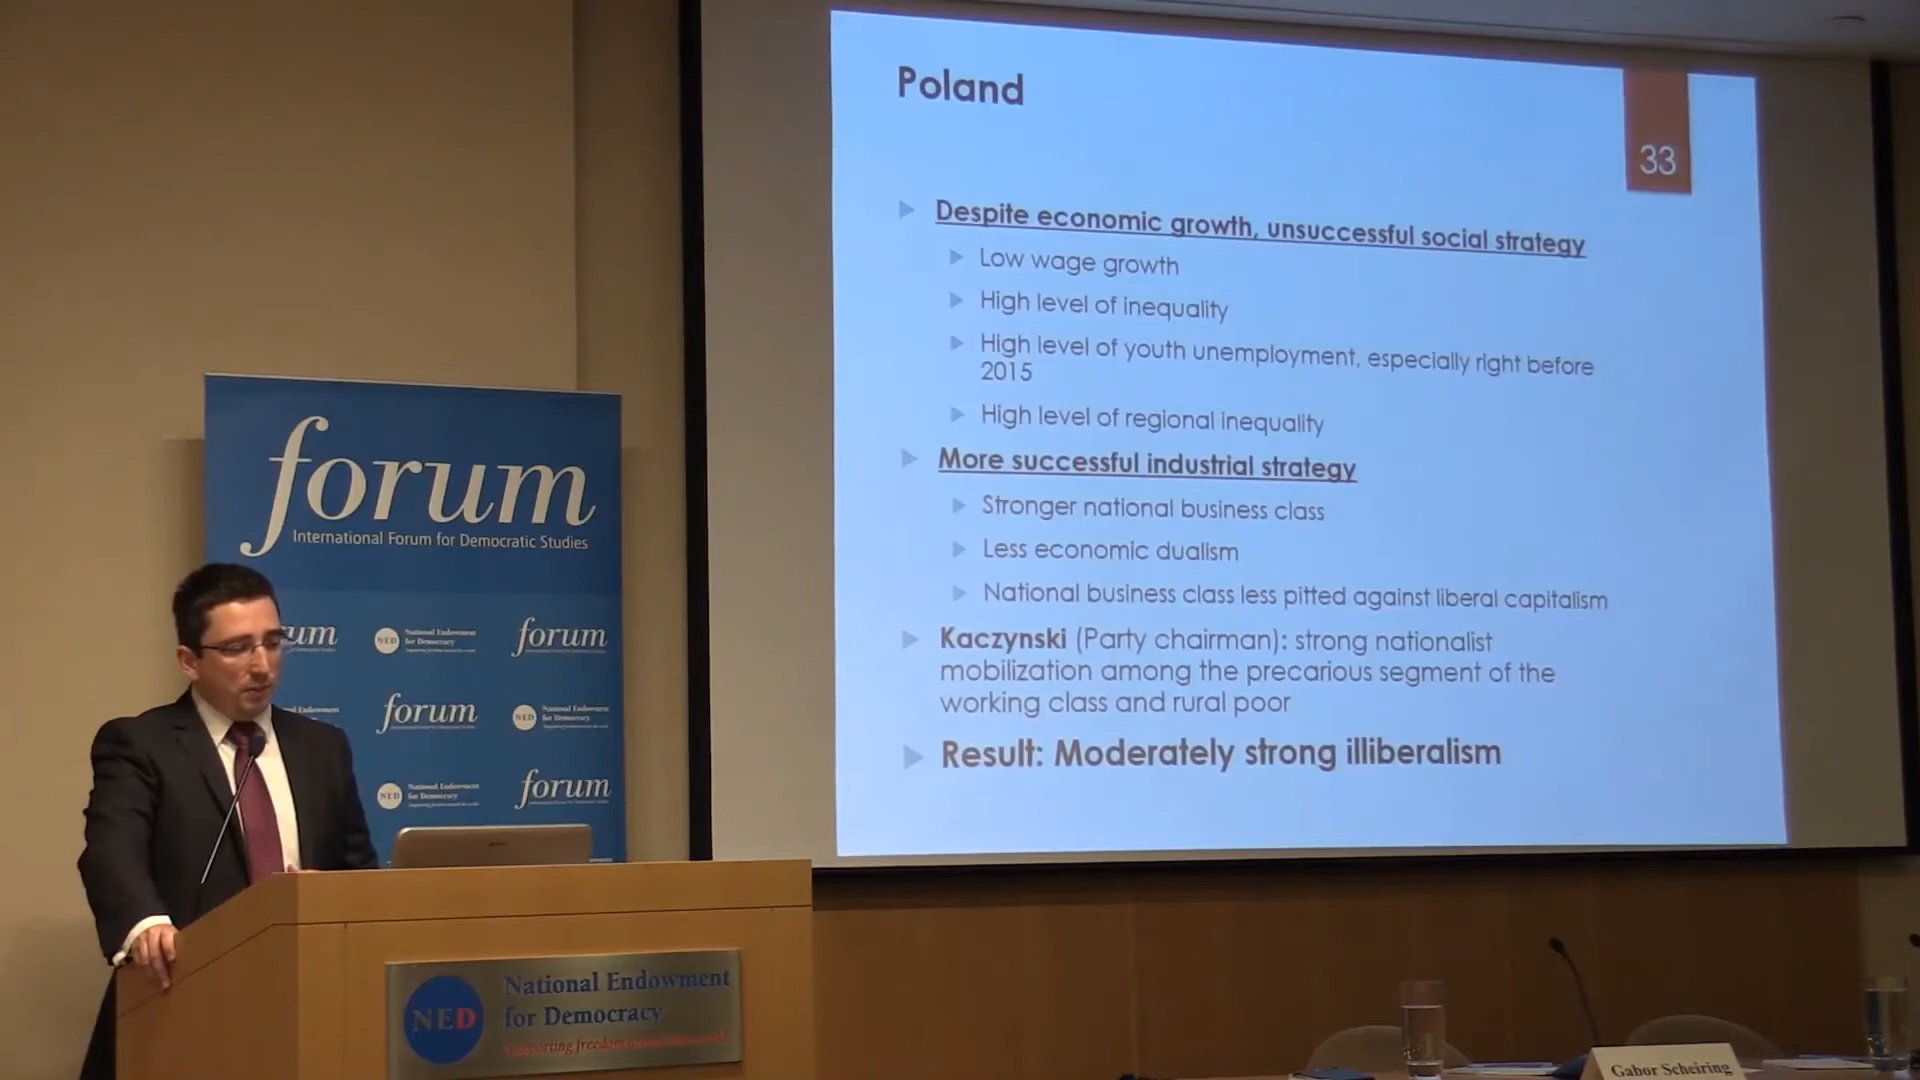 Poland
33
Despite economic growth, unsuccessful social strategy
Low wage growth
High level of inequality
High level of youth unemployment, especially right before
2015
High level of regional inequality
More successful industrial strategy
Stronger national business class
Less economic dualism
National business class less pitted against liberal capitalism
Kaczynski (Party chairman): strong nationalist
mobilization among the precarious segment of the
working class and rural poor
Result: Moderately strong illiberalism
forum
International Forum for Democratic Studies
um
NED
National Endowment
for Democracy
forum
forum
NED
National Endowment
for Democracy
NED
National Endowment
for Democracy
forum
NED
National Endowment
for Democracy
Supporting freedom
Gabor Scheiring